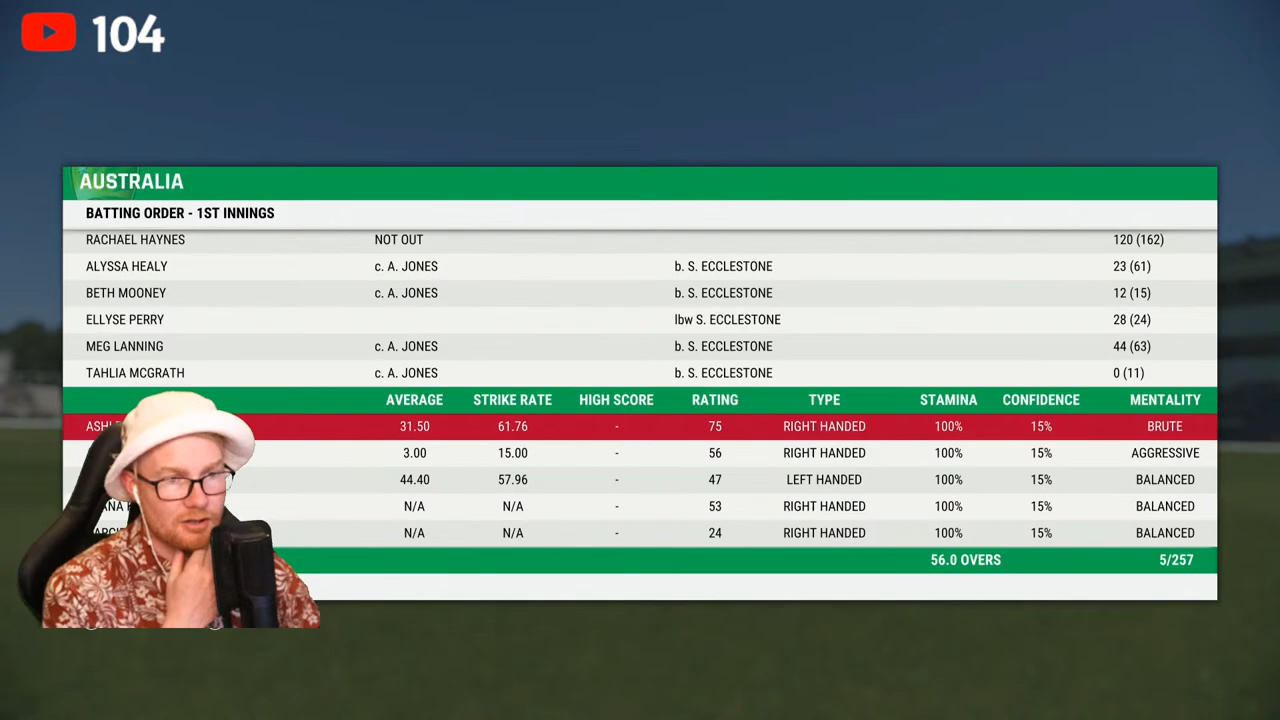 104
AUSTRALIA
BATTING ORDER - 1ST INNINGS
RACHAEL HAYNES NOT OUT 120 (162)
ALYSSA HEALY c. A. JONES b. S. ECCLESTONE 23 (61)
BETH MOONEY c. A. JONES b. S. ECCLESTONE 12 (15)
ELLYSE PERRY lbw S. ECCLESTONE 28 (24)
MEG LANNING c. A. JONES b. S. ECCLESTONE 44 (63)
TAHLIA MCGRATH c. A. JONES b. S. ECCLESTONE 0 (11)
AVERAGE STRIKE RATE HIGH SCORE RATING TYPE STAMINA CONFIDENCE MENTALITY
31.50 61.76 - 75 RIGHT HANDED 100% 15% BRUTE
3.00 15.00 - 56 RIGHT HANDED 100% 15% AGGRESSIVE
44.40 57.96 - 47 LEFT HANDED 100% 15% BALANCED
N/A N/A - 53 RIGHT HANDED 100% 15% BALANCED
N/A N/A - 24 RIGHT HANDED 100% 15% BALANCED
56.0 OVERS 5/257